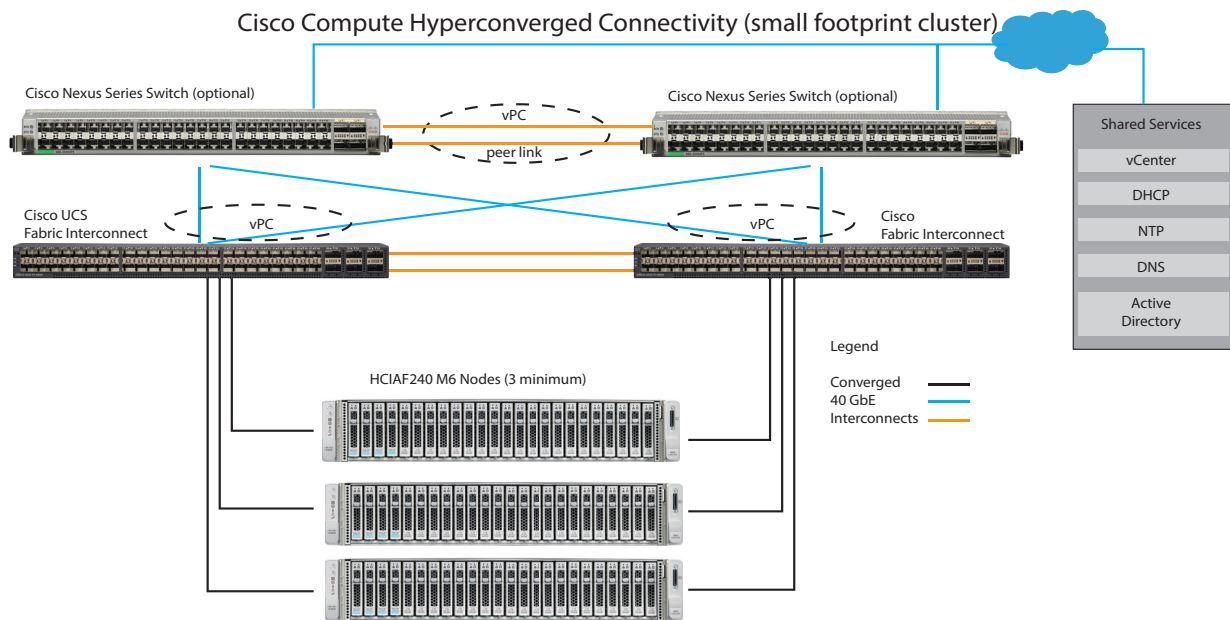 Cisco Compute Hyperconverged Connectivity (small footprint cluster)
Cisco Nexus Series Switch (optional)
Cisco Nexus Series Switch (optional)
vPC
peer link
Shared Services
vCenter
DHCP
NTP
DNS
Active
Directory
Cisco UCS
Fabric Interconnect
vPC
vPC
Cisco
Fabric Interconnect
Legend
Converged
40 GbE
Interconnects
HCIAF240 M6 Nodes (3 minimum)